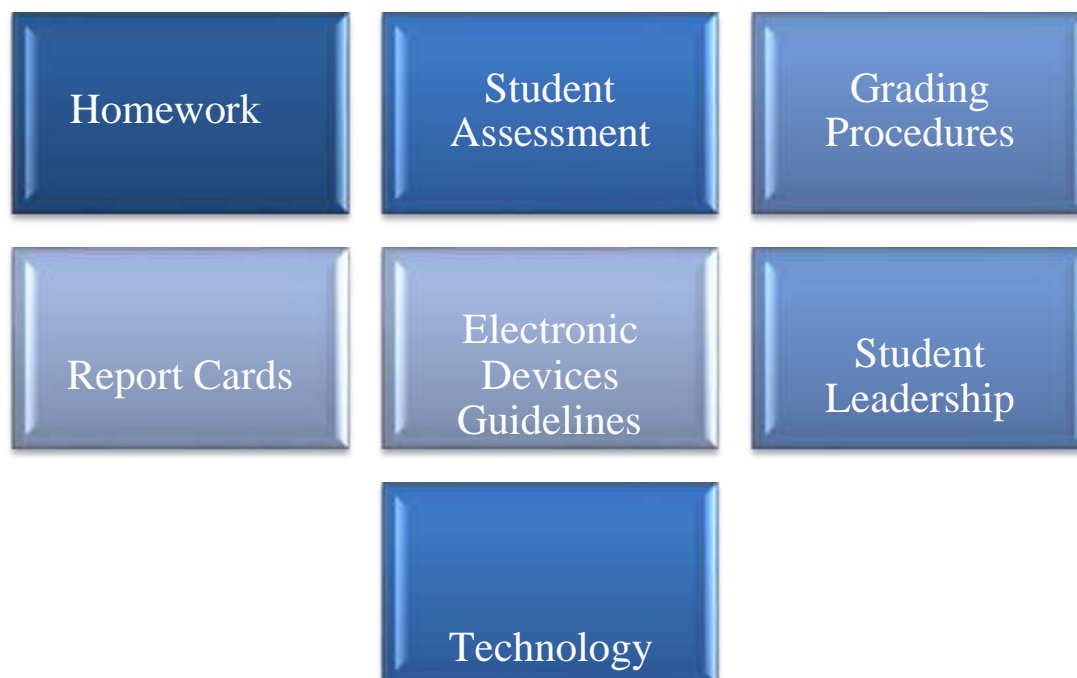 Homework
Student
Assessment
Grading
Procedures
Report Cards
Electronic
Devices
Guidelines
Student
Leadership
Technology